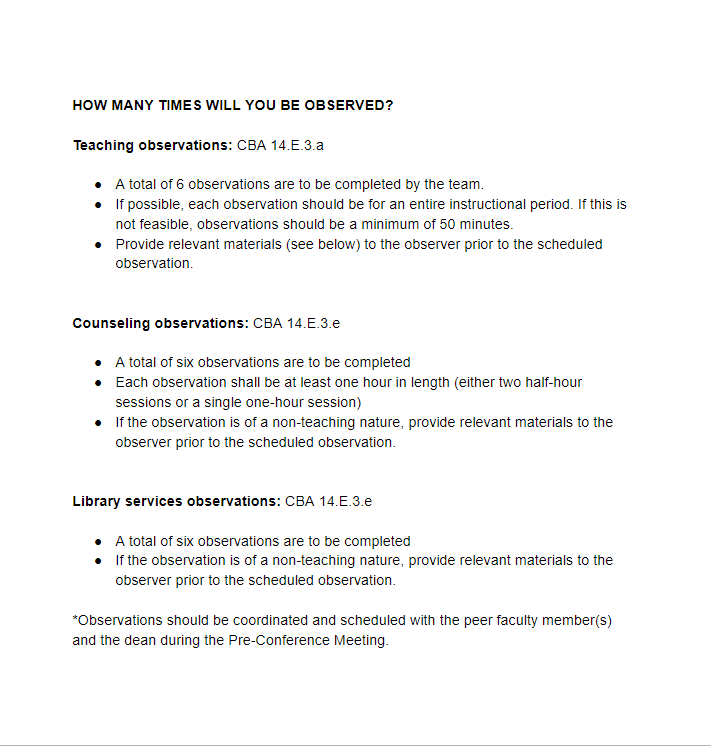 HOW MANY TIMES WILL YOU BE OBSERVED?
Teaching observations: CBA 14.E.3.a
● A total of 6 observations are to be completed by the team.
● If possible, each observation should be for an entire instructional period. If this is
not feasible, observations should be a minimum of 50 minutes.
● Provide relevant materials (see below) to the observer prior to the scheduled
observation.
Counseling observations: CBA 14.E.3.e
● A total of six observations are to be completed
● Each observation shall be at least one hour in length (either two half-hour
sessions or a single one-hour session)
● If the observation is of a non-teaching nature, provide relevant materials to the
observer prior to the scheduled observation.
Library services observations: CBA 14.E.3.e
● A total of six observations are to be completed
● If the observation is of a non-teaching nature, provide relevant materials to the
observer prior to the scheduled observation.
*Observations should be coordinated and scheduled with the peer faculty member(s)
and the dean during the Pre-Conference Meeting.